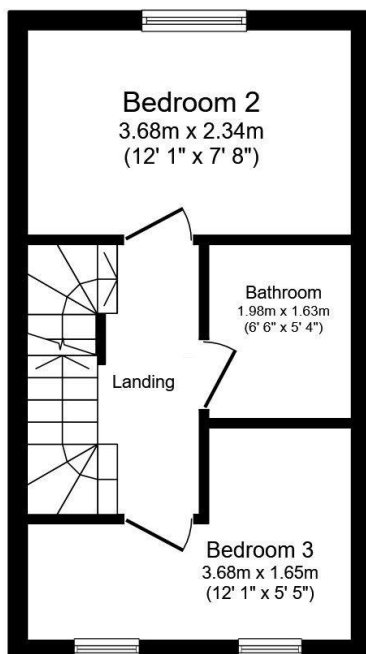 Bedroom 2
3.68m x 2.34m
(12' 1" x 7' 8")
Bathroom
1.98m x 1.63m
(6' 6" x 5' 4")
Landing
Bedroom 3
3.68m x 1.65m
(12' 1" x 5' 5")